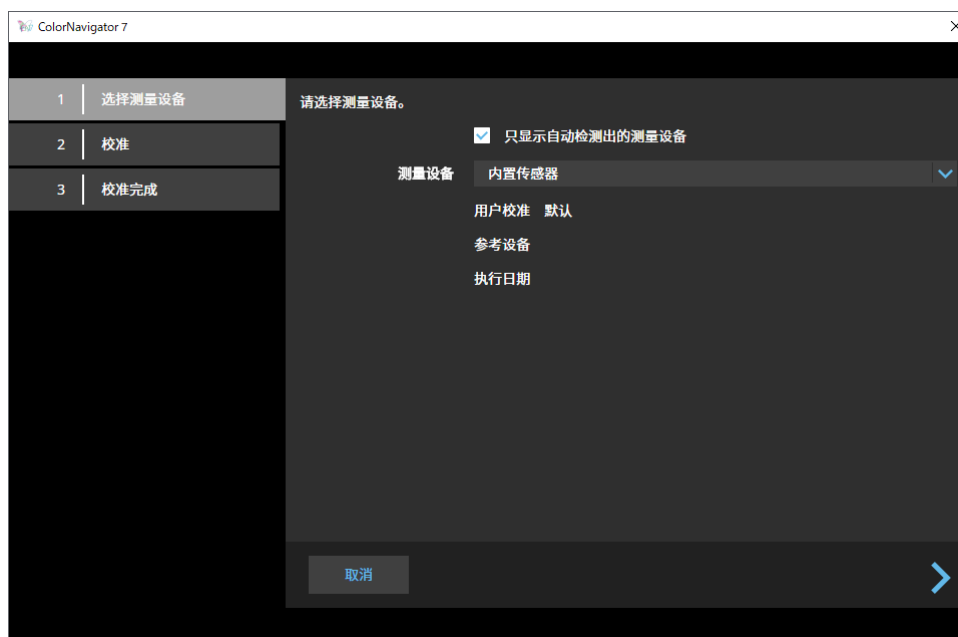 ColorNavigator 7
1 选择测量设备
2 校准
3 校准完成
请选择测量设备。
只显示自动检测出的测量设备
测量设备 内置传感器
用户校准 默认
参考设备
执行日期
取消